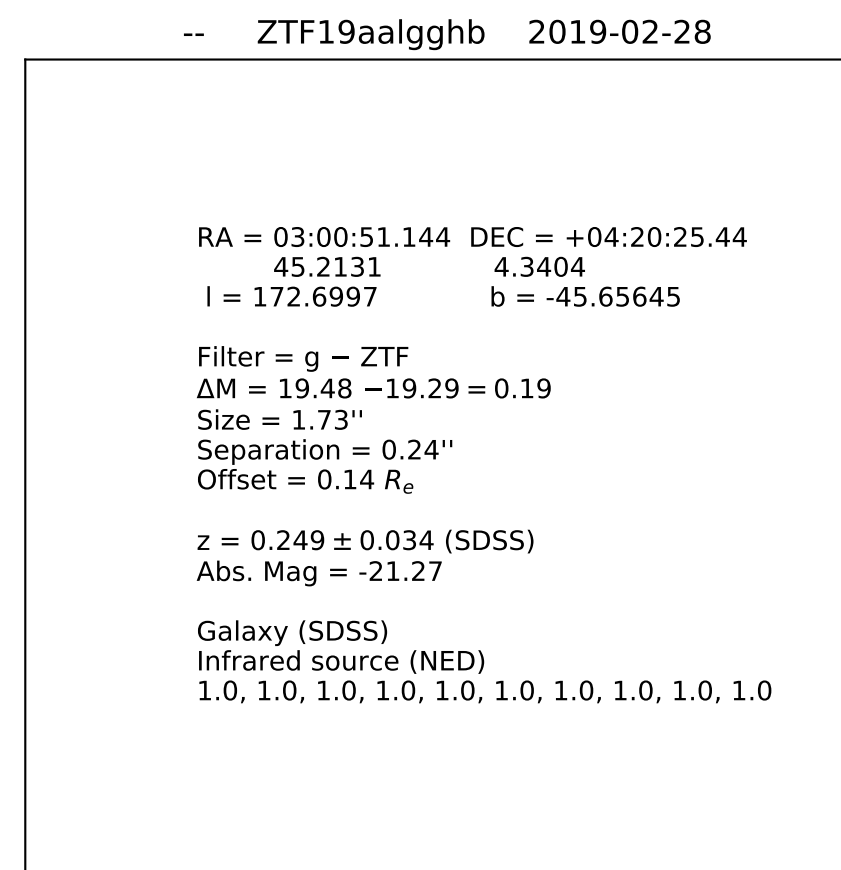 -- ZTF19aalgghb 2019-02-28
RA = 03:00:51.144 DEC = +04:20:25.44
45.2131 4.3404
l = 172.6997 b = -45.65645
Filter = g − ZTF
ΔM = 19.48 −19.29 = 0.19
Size = 1.73''
Separation = 0.24''
Offset = 0.14 Re
z = 0.249 ± 0.034 (SDSS)
Abs. Mag = -21.27
Galaxy (SDSS)
Infrared source (NED)
1.0, 1.0, 1.0, 1.0, 1.0, 1.0, 1.0, 1.0, 1.0, 1.0